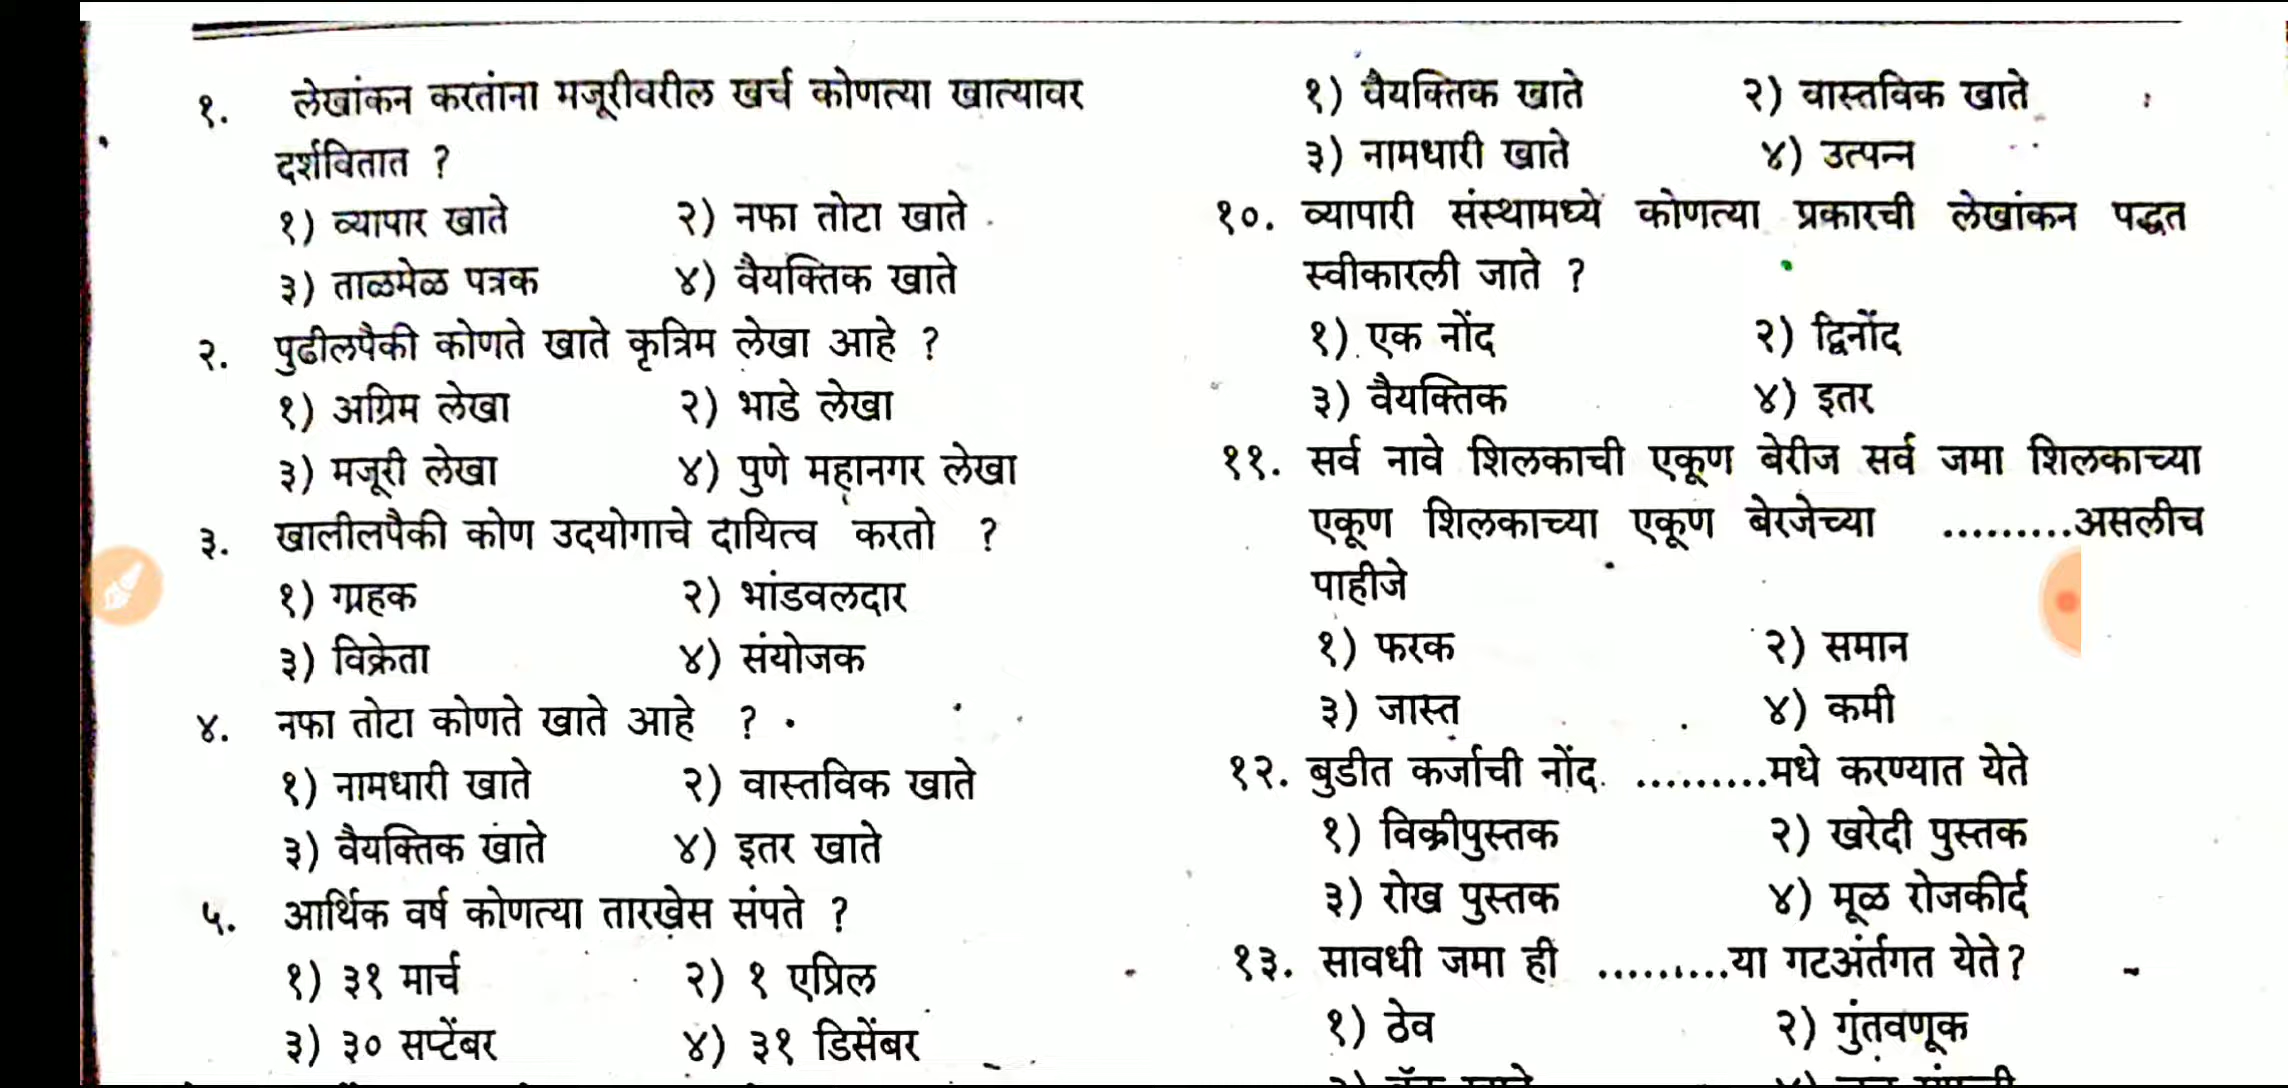 १. लेखांकन करतांना मजूरीवरील खर्च कोणत्या खात्यावर
दर्शवितात ?
१) व्यापार खाते २) नफा तोटा खाते
३) ताळमेळ पत्रक ४) वैयक्तिक खाते
२. पुढीलपैकी कोणते खाते कृत्रिम लेखा आहे ?
१) अग्रिम लेखा २) भाडे लेखा
३) मजूरी लेखा ४) पुणे महानगर लेखा
३. खालीलपैकी कोण उदयोगाचे दायित्व करतो ?
१) ग्राहक २) भांडवलदार
३) विक्रेता ४) संयोजक
४. नफा तोटा कोणते खाते आहे ?
१) नामधारी खाते २) वास्तविक खाते
३) वैयक्तिक खाते ४) इतर खाते
५. आर्थिक वर्ष कोणत्या तारखेस संपते ?
१) ३१ मार्च २) १ एप्रिल
३) ३० सप्टेंबर ४) ३१ डिसेंबर
१) वैयक्तिक खाते २) वास्तविक खाते
३) नामधारी खाते ४) उत्पन्न
१०. व्यापारी संस्थामध्ये कोणत्या प्रकारची लेखांकन पद्धत
स्वीकारली जाते ?
१) एक नोंद २) द्विनोंद
३) वैयक्तिक ४) इतर
११. सर्व नावे शिलकाची एकूण बेरीज सर्व जमा शिलकाच्या
एकूण शिलकाच्या एकूण बेरजेच्या .........असलीच
पाहीजे
१) फरक २) समान
३) जास्त ४) कमी
१२. बुडीत कर्जाची नोंद .........मधे करण्यात येते
१) विक्रीपुस्तक २) खरेदी पुस्तक
३) रोख पुस्तक ४) मूळ रोजकीर्द
१३. सावधी जमा ही .........या गटअंर्तगत येते?
१) ठेव २) गुंतवणूक